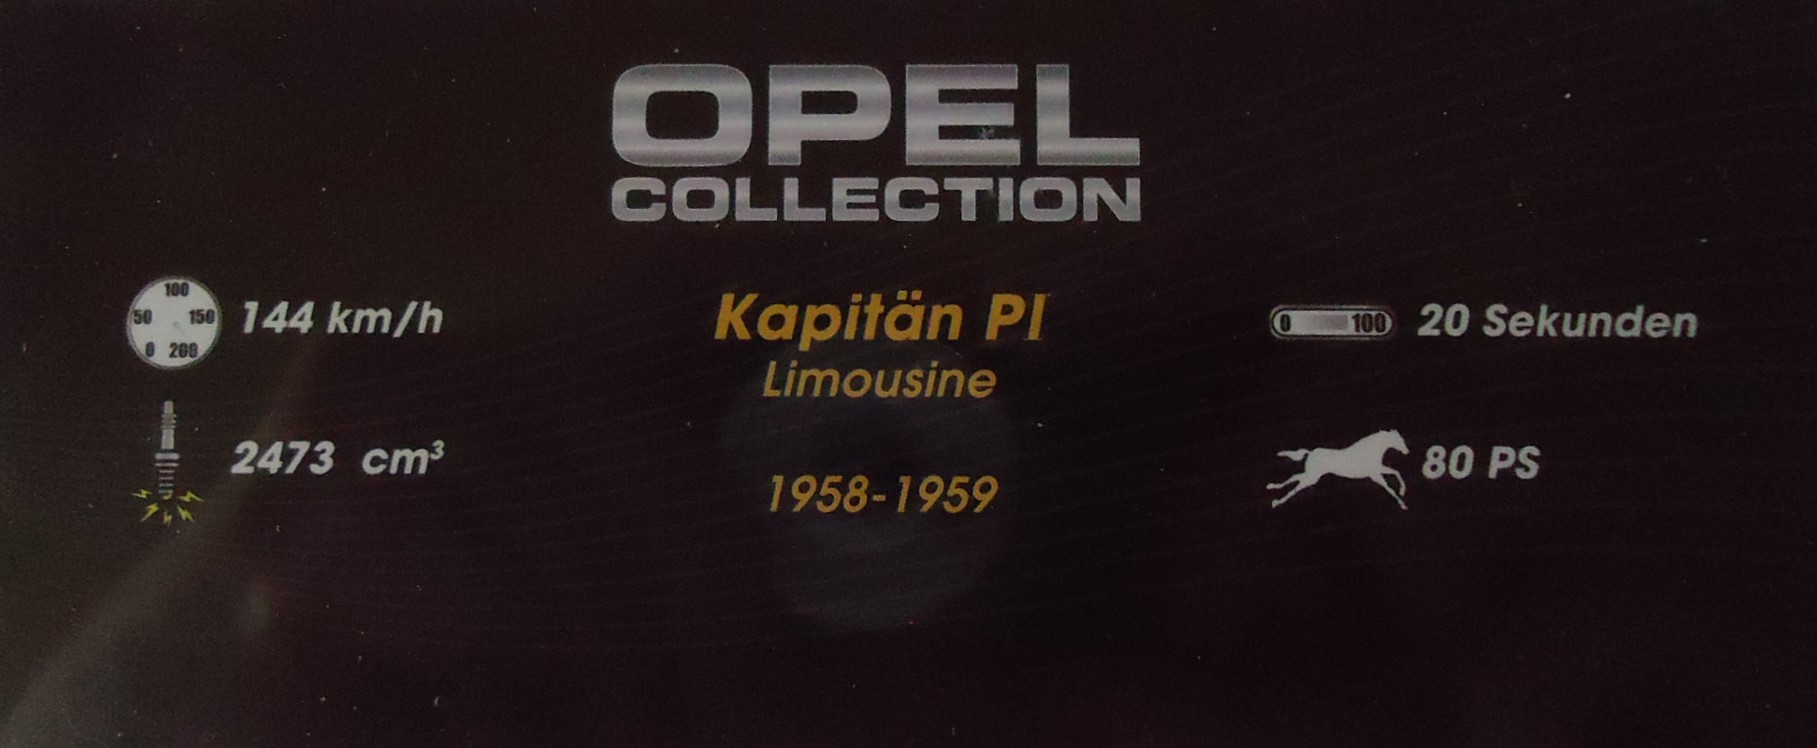 OPEL
COLLECTION
100
50 150
0 200
144 km/h
2473 cm³
Kapitän PI
Limousine
1958-1959
0 100
20 Sekunden
80 PS